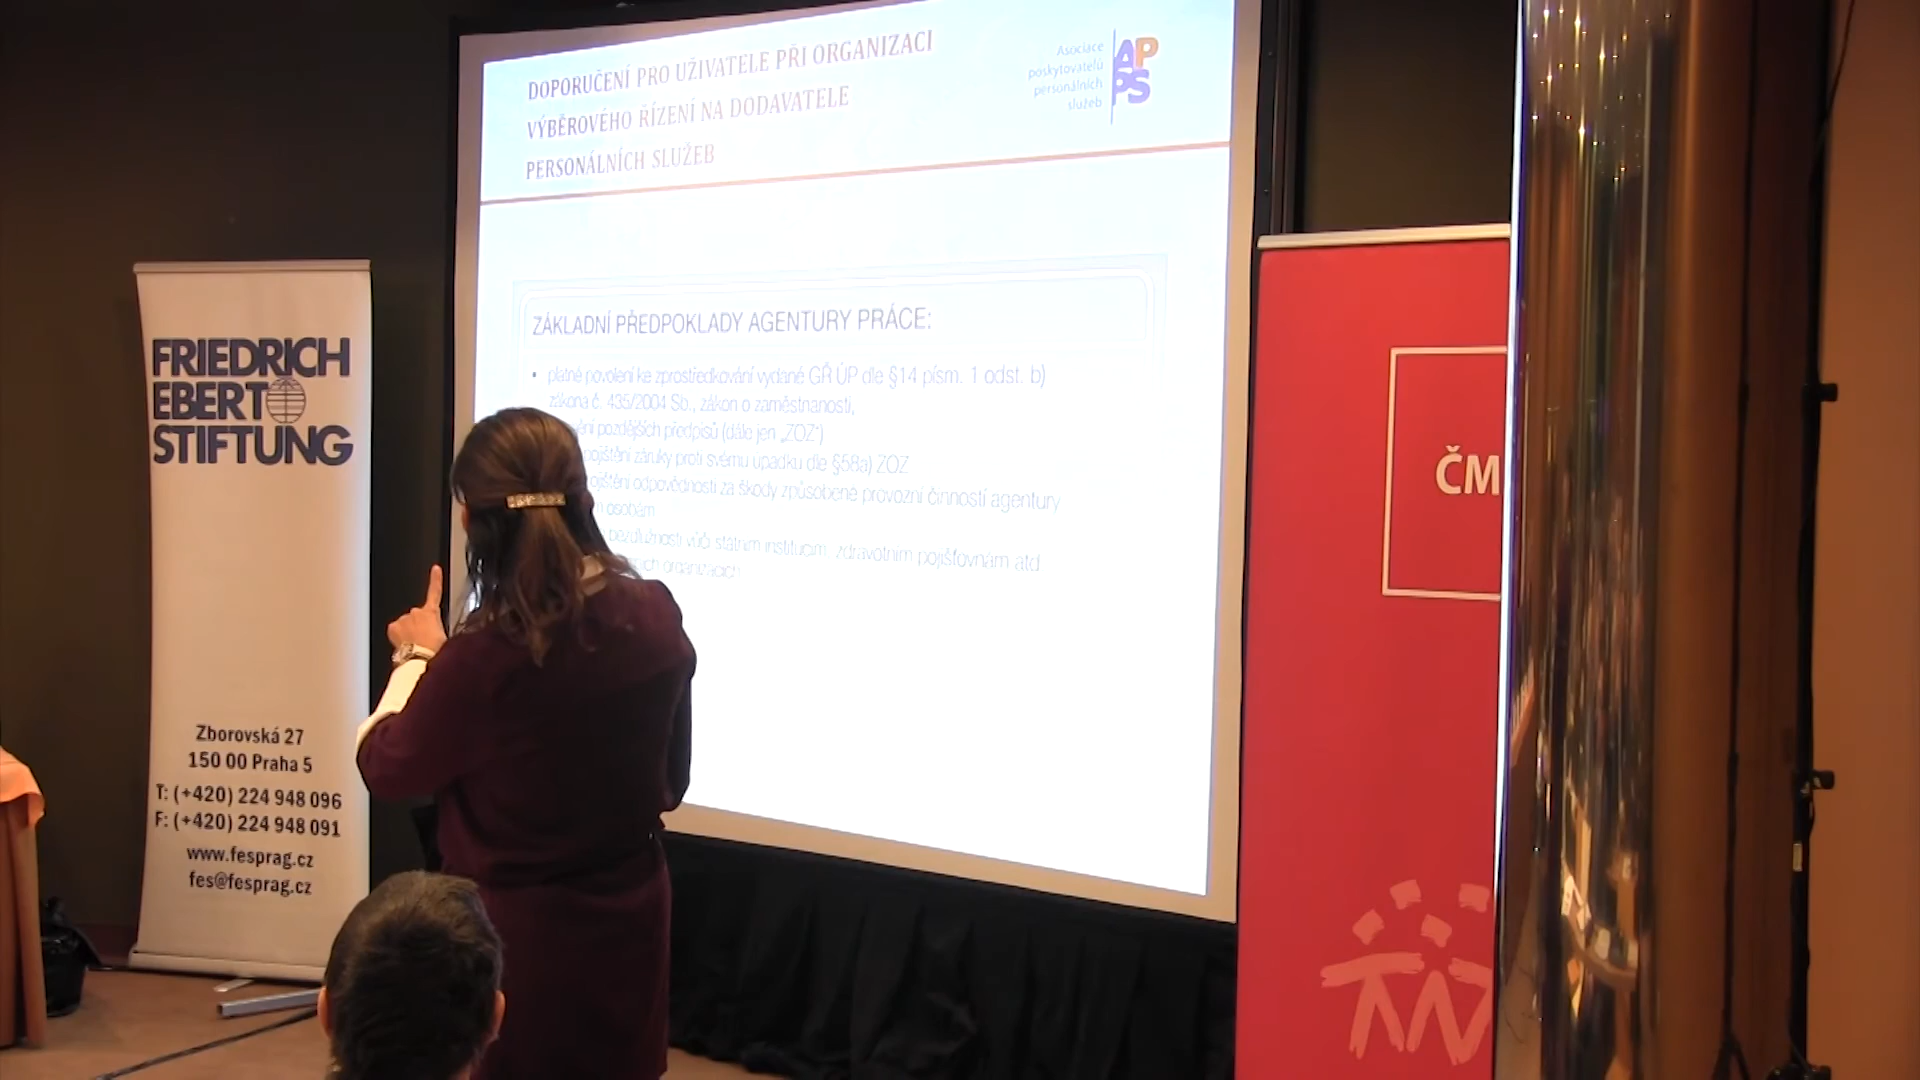 DOPORUČENÍ PRO UŽIVATELE PŘI ORGANIZACI
VÝBĚROVÉHO ŘÍZENÍ NA DODAVATELE
PERSONÁLNÍCH SLUŽEB
Asociace
poskytovatelů
personálních
služeb
AP
PS
ZÁKLADNÍ PŘEDPOKLADY AGENTURY PRÁCE:
• platné povolení ke zprostředkování vydané GŘ ÚP dle §14 písm. 1 odst. b)
zákona č. 435/2004 Sb., zákon o zaměstnanosti,
pozdějších předpisů (dále jen „ZOZ")
pojištění záruky proti svému úpadku dle §58a) ZOZ
pojištění odpovědnosti za škody způsobené provozní činností agentury
osobám
bezdlužnosti vůči státním institucím, zdravotním pojišťovnám atd
organizacích
FRIEDRICH
EBERT
STIFTUNG
Zborovská 27
150 00 Praha 5
T: (+420) 224 948 096
F: (+420) 224 948 091
www.fesprag.cz
fes@fesprag.cz
ČM